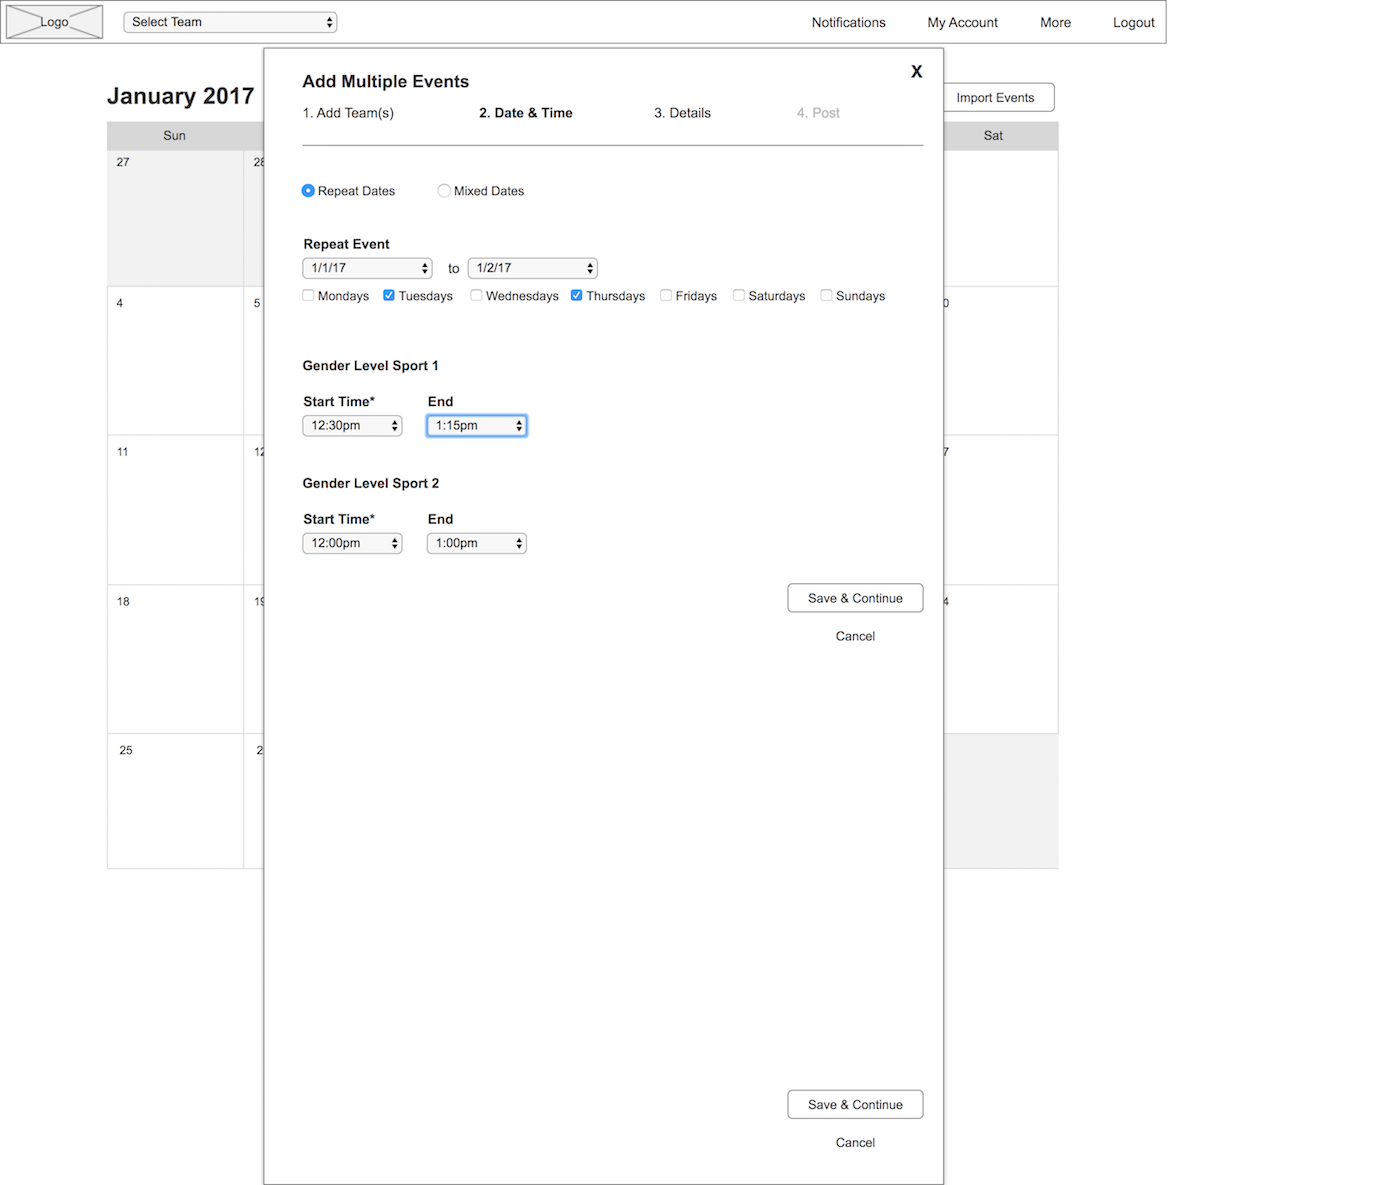 Logo
Select Team
Notifications My Account More Logout
January 2017
Import Events
Sun
Sat
27
28
4
5
0
11
12
7
18
19
4
25
2
Add Multiple Events
X
1. Add Team(s) 2. Date & Time 3. Details 4. Post
Repeat Dates Mixed Dates
Repeat Event
1/1/17 to 1/2/17
Mondays Tuesdays Wednesdays Thursdays Fridays Saturdays Sundays
Gender Level Sport 1
Start Time* End
12:30pm 1:15pm
Gender Level Sport 2
Start Time* End
12:00pm 1:00pm
Save & Continue
Cancel
Save & Continue
Cancel